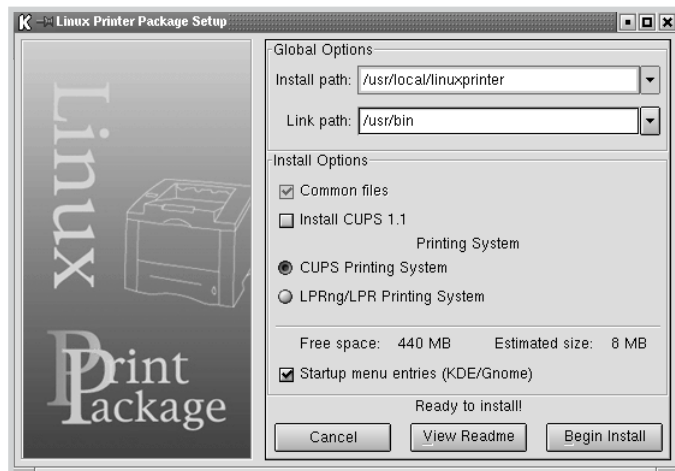 Linux Printer Package Setup
Linux
Print
Package
Global Options
Install path: /usr/local/linuxprinter
Link path: /usr/bin
Install Options
Common files
Install CUPS 1.1
Printing System
CUPS Printing System
LPRng/LPR Printing System
Free space: 440 MB Estimated size: 8 MB
Startup menu entries (KDE/Gnome)
Ready to install!
Cancel View Readme Begin Install